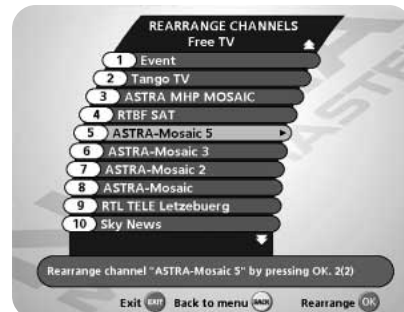 REARRANGE CHANNELS
Free TV
1 Event
2 Tango TV
3 ASTRA MHP MOSAIC
4 RTBF SAT
5 ASTRA-Mosaic 5
6 ASTRA-Mosaic 3
7 ASTRA-Mosaic 2
8 ASTRA-Mosaic
9 RTL TELE Letzebuerg
10 Sky News
Rearrange channel "ASTRA-Mosaic 5" by pressing OK. 2(2)
Exit EXIT Back to menu BACK Rearrange OK